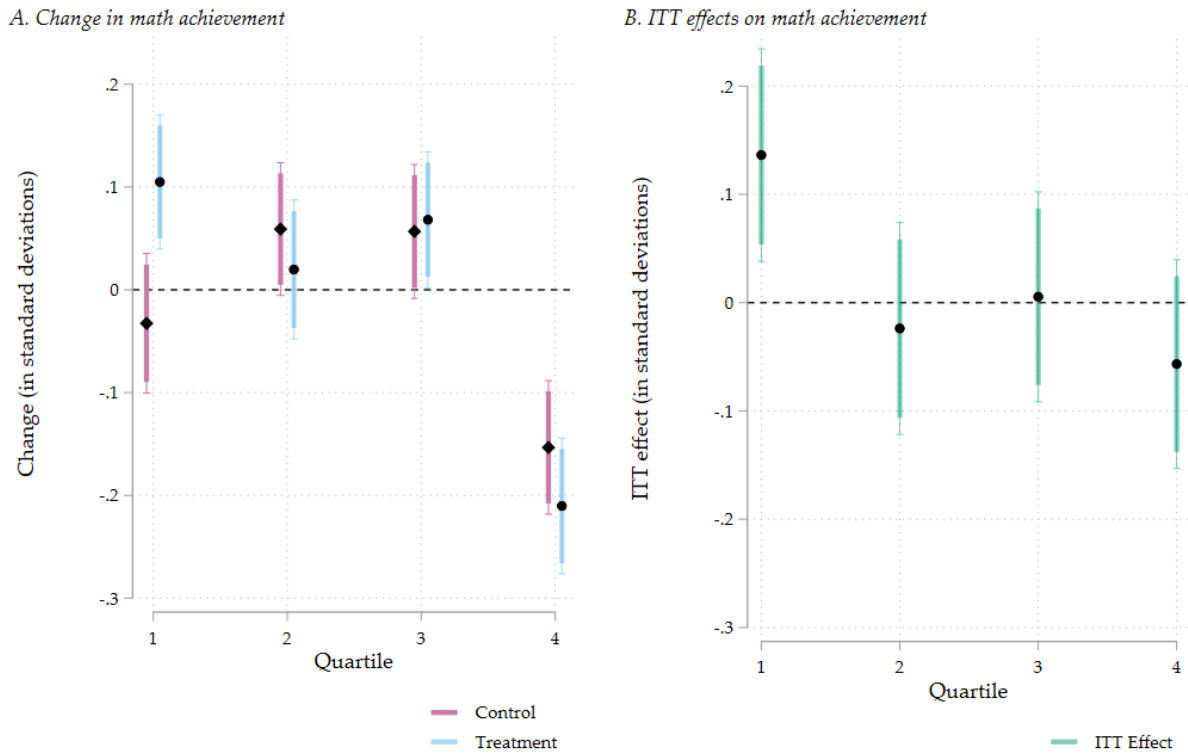 A. Change in math achievement
Change (in standard deviations)
.2
.1
0
-.1
-.2
-.3
1 2 3 4
Quartile
Control
Treatment
B. ITT effects on math achievement
ITT effect (in standard deviations)
.2
.1
0
-.1
-.2
-.3
1 2 3 4
Quartile
ITT Effect